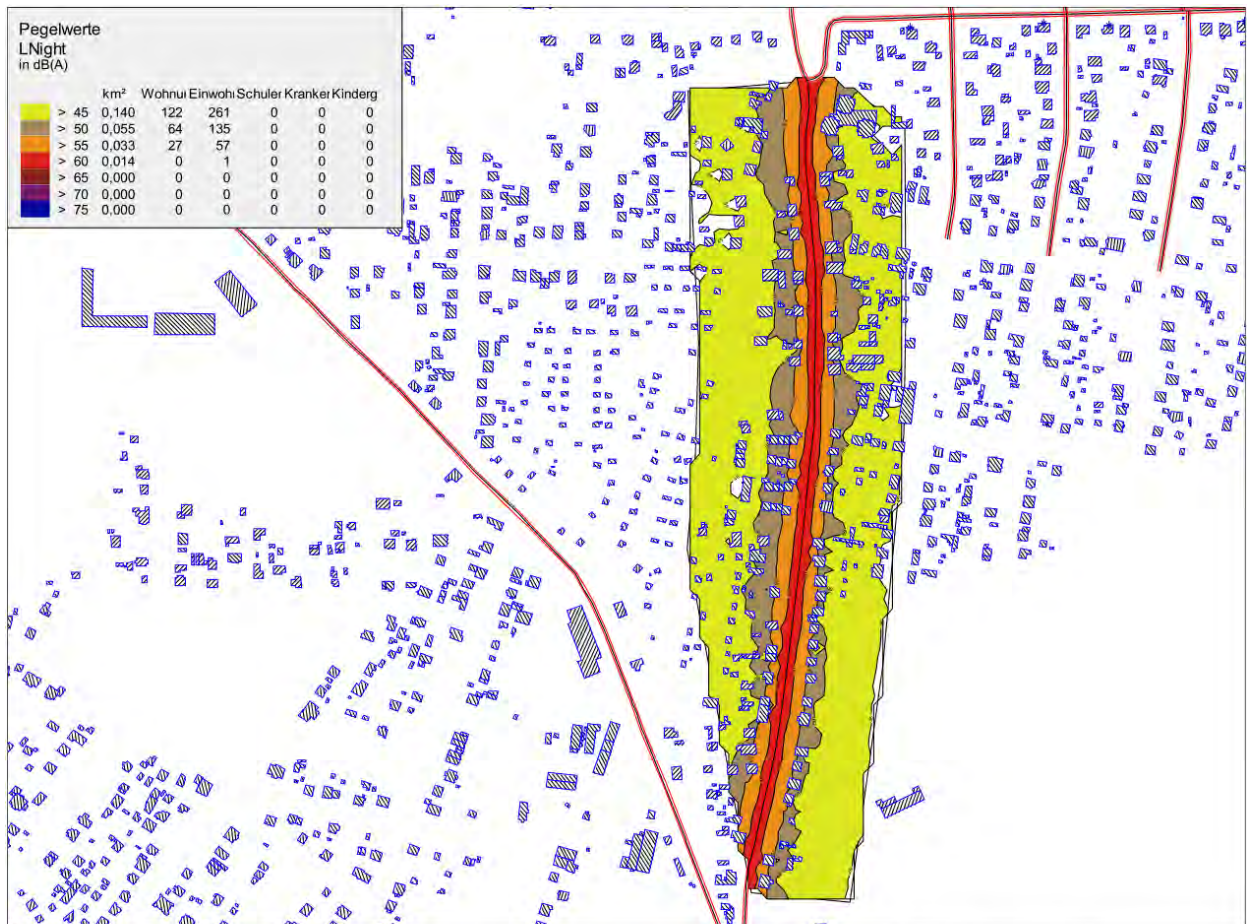 Pegelwerte
LNight
in dB(A)
km² Wohnu Einwohi Schuler Kranker Kinderg
> 45 0,140 122 261 0 0 0
> 50 0,055 64 135 0 0 0
> 55 0,033 27 57 0 0 0
> 60 0,014 0 1 0 0 0
> 65 0,000 0 0 0 0 0
> 70 0,000 0 0 0 0 0
> 75 0,000 0 0 0 0 0